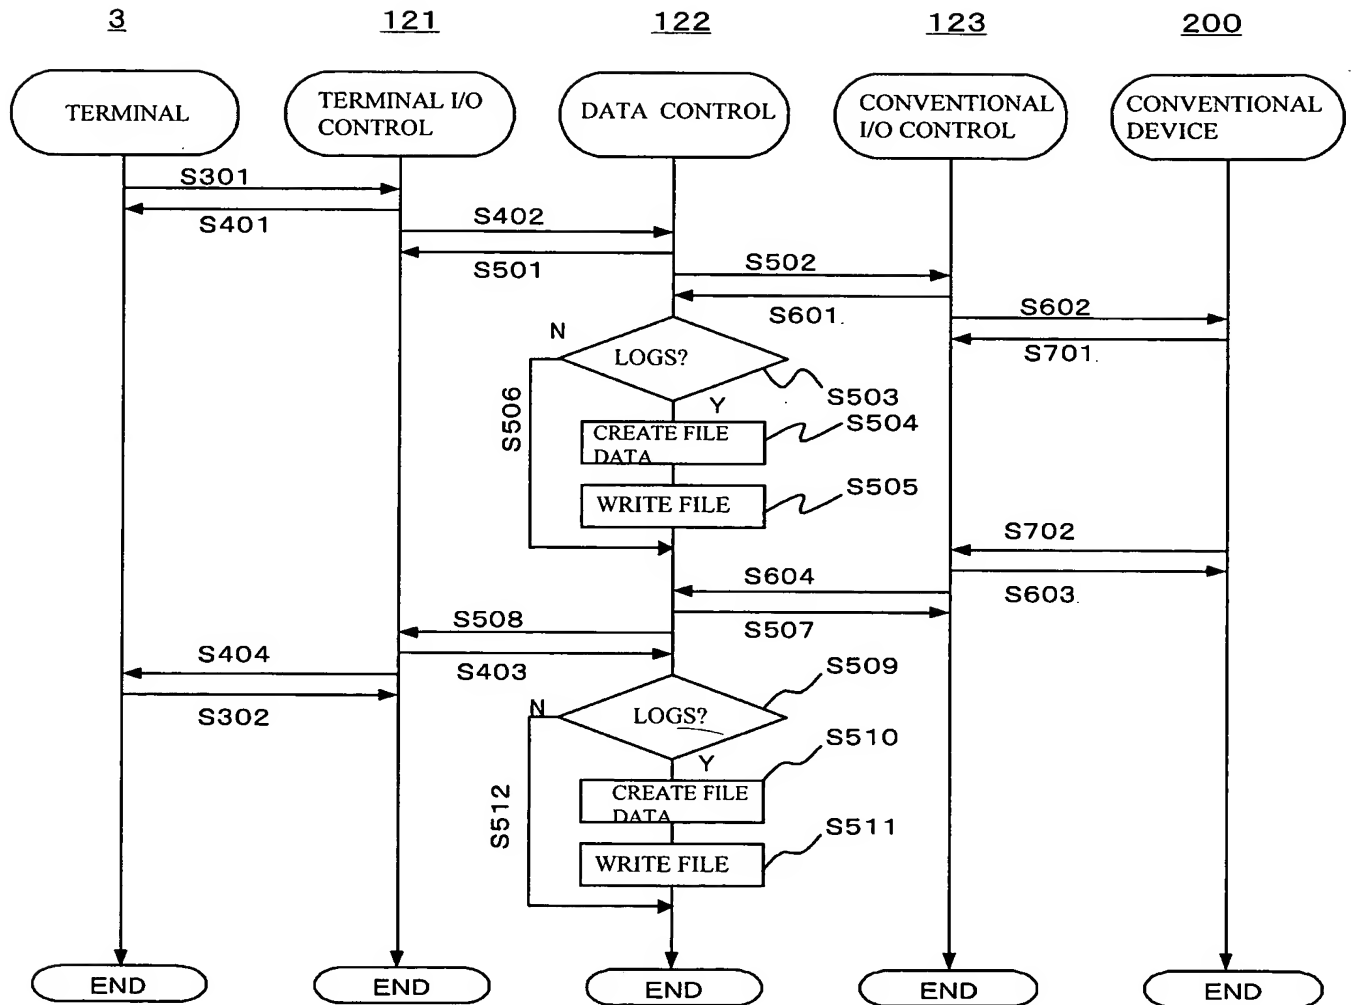 3
121
122
123
200
TERMINAL
TERMINAL I/O
CONTROL
DATA CONTROL
CONVENTIONAL
I/O CONTROL
CONVENTIONAL
DEVICE
S301
S401
S402
S501
S502
S601
S602
S701
N
LOGS?
S503
Y
S506
CREATE FILE
DATA
S504
WRITE FILE
S505
S702
S604
S603
S508
S507
S404
S403
S302
S509
N
LOGS?
Y
S510
S512
CREATE FILE
DATA
S511
WRITE FILE
END
END
END
END
END